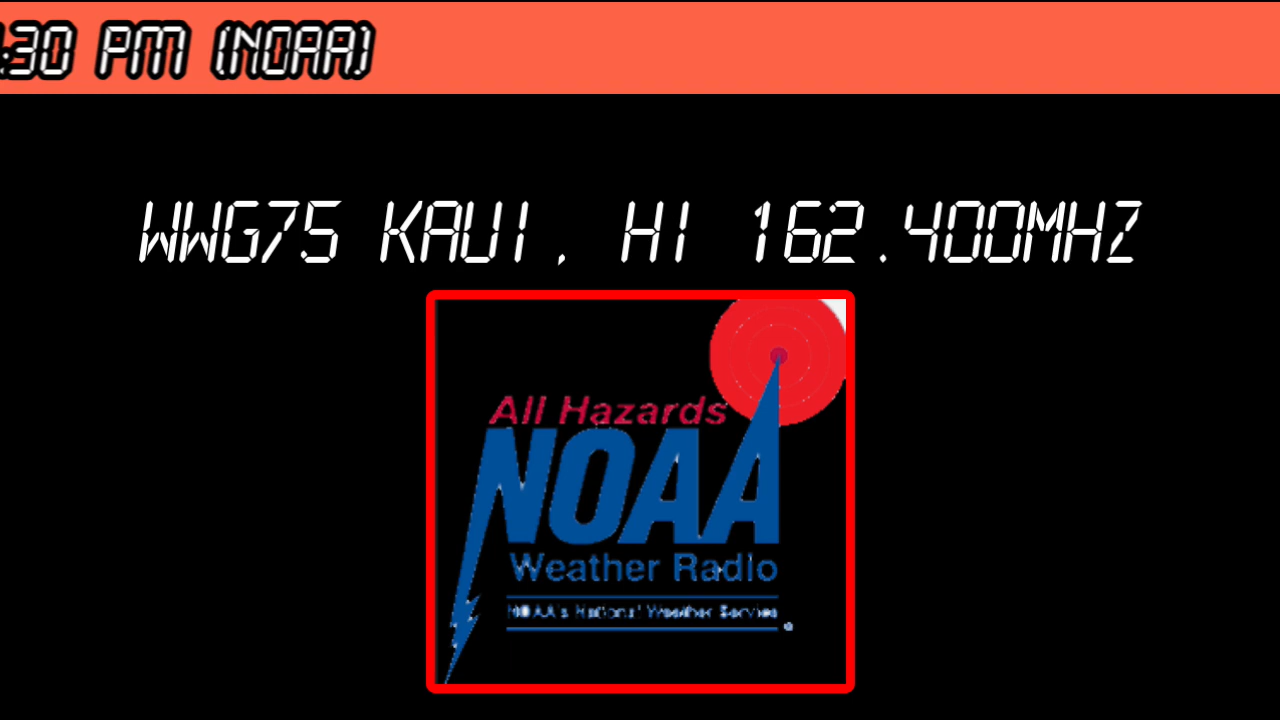 :30 PM (NOAA)
WWG75 KAUI, HI 162.400MHZ
All Hazards
NOAA
Weather Radio
NOAA's National Weather Service